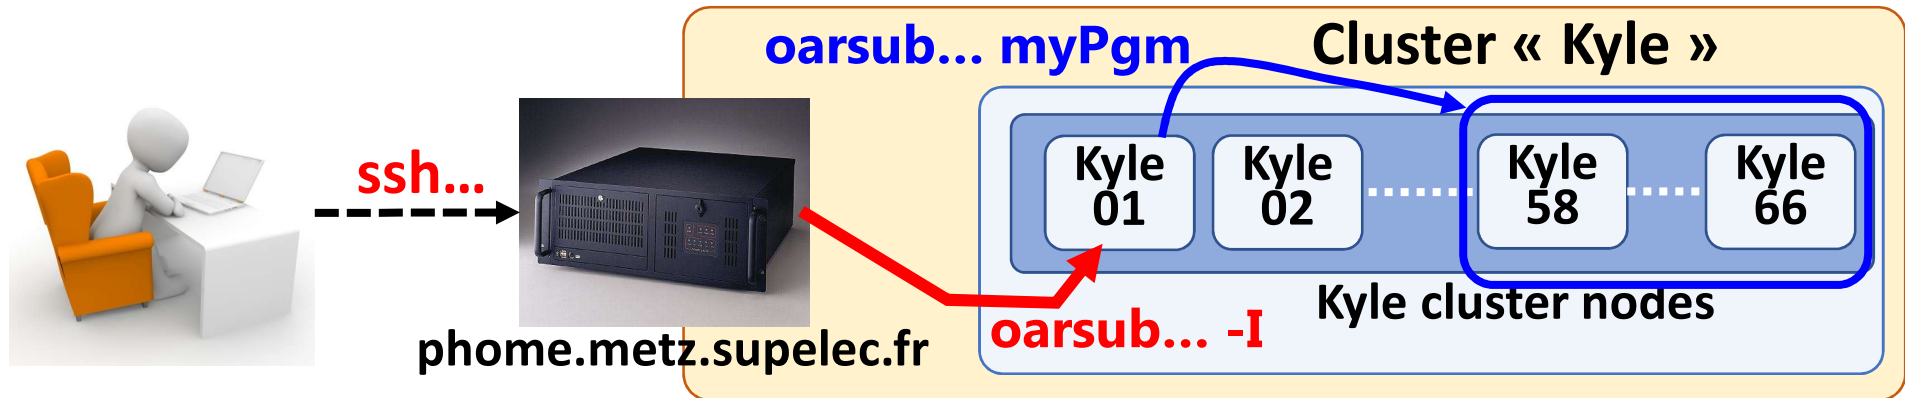 oarsub... myPgm
Cluster « Kyle »
ssh...
Kyle
01
Kyle
02
Kyle
58
Kyle
66
Kyle cluster nodes
oarsub... -I
phome.metz.supelec.fr